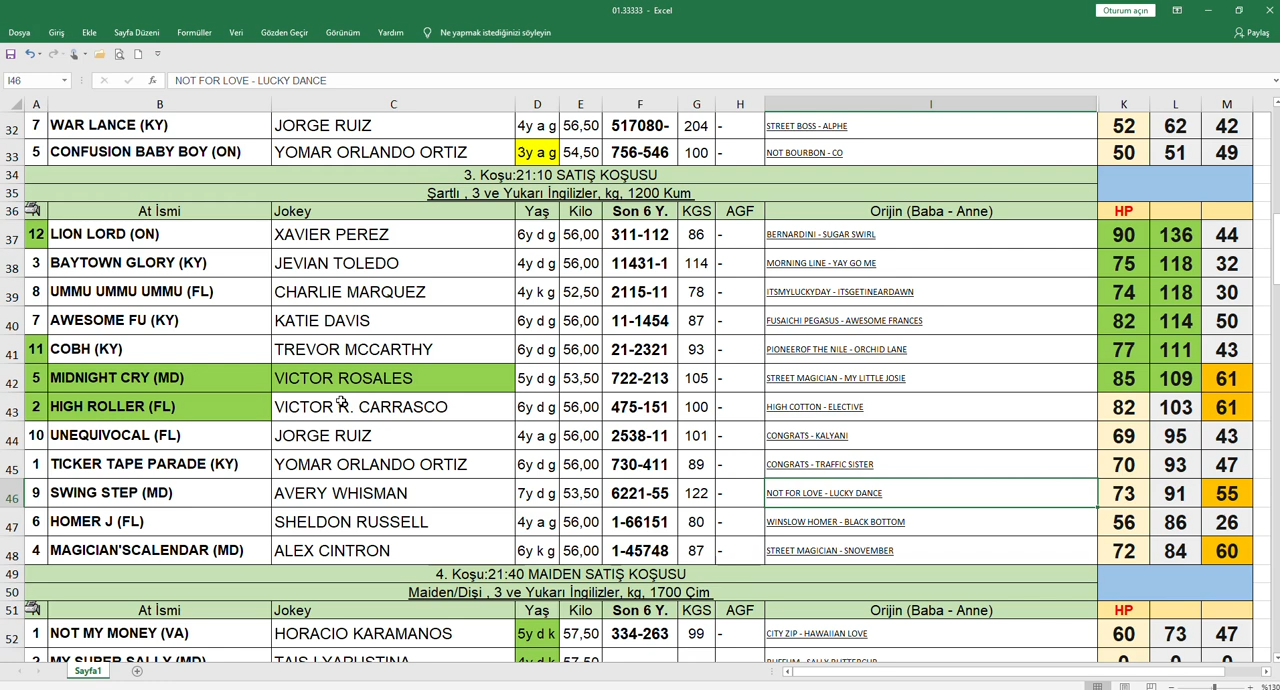 01.33333 - Excel
Oturum açın
Dosya Giriş Ekle Sayfa Düzeni Formüller Veri Gözden Geçir Görünüm Yardım Ne yapmak istediğinizi söyleyin Paylaş
I46 fx NOT FOR LOVE - LUCKY DANCE
A B C D E F G H I K L M
32 7 WAR LANCE (KY) JORGE RUIZ 4y a g 56,50 517080- 204 - STREET BOSS - ALPHE 52 62 42
33 5 CONFUSION BABY BOY (ON) YOMAR ORLANDO ORTIZ 3y a g 54,50 756-546 100 - NOT BOURBON - CO 50 51 49
34 3. Koşu:21:10 SATIŞ KOŞUSU
35 Şartlı , 3 ve Yukarı İngilizler, kg, 1200 Kum
36 At İsmi Jokey Yaş Kilo Son 6 Y. KGS AGF Orijin (Baba - Anne) HP
37 12 LION LORD (ON) XAVIER PEREZ 6y d g 56,00 311-112 86 - BERNARDINI - SUGAR SWIRL 90 136 44
38 3 BAYTOWN GLORY (KY) JEVIAN TOLEDO 4y d g 56,00 11431-1 114 - MORNING LINE - YAY GO ME 75 118 32
39 8 UMMU UMMU UMMU (FL) CHARLIE MARQUEZ 4y k g 52,50 2115-11 78 - ITSMYLUCKYDAY - ITSGETINEARDAWN 74 118 30
40 7 AWESOME FU (KY) KATIE DAVIS 6y d g 56,00 11-1454 87 - FUSAICHI PEGASUS - AWESOME FRANCES 82 114 50
41 11 COBH (KY) TREVOR MCCARTHY 6y d g 56,00 21-2321 93 - PIONEEROF THE NILE - ORCHID LANE 77 111 43
42 5 MIDNIGHT CRY (MD) VICTOR ROSALES 5y d g 53,50 722-213 105 - STREET MAGICIAN - MY LITTLE JOSIE 85 109 61
43 2 HIGH ROLLER (FL) VICTOR R. CARRASCO 6y d g 56,00 475-151 100 - HIGH COTTON - ELECTIVE 82 103 61
44 10 UNEQUIVOCAL (FL) JORGE RUIZ 4y a g 56,00 2538-11 101 - CONGRATS - KALYANI 69 95 43
45 1 TICKER TAPE PARADE (KY) YOMAR ORLANDO ORTIZ 6y d g 56,00 730-411 89 - CONGRATS - TRAFFIC SISTER 70 93 47
46 9 SWING STEP (MD) AVERY WHISMAN 7y d g 53,50 6221-55 122 - NOT FOR LOVE - LUCKY DANCE 73 91 55
47 6 HOMER J (FL) SHELDON RUSSELL 4y a g 56,00 1-66151 80 - WINSLOW HOMER - BLACK BOTTOM 56 86 26
48 4 MAGICIAN'SCALENDAR (MD) ALEX CINTRON 6y k g 56,00 1-45748 87 - STREET MAGICIAN - SNOVEMBER 72 84 60
49 4. Koşu:21:40 MAIDEN SATIŞ KOŞUSU
50 Maiden/Dişi , 3 ve Yukarı İngilizler, kg, 1700 Çim
51 At İsmi Jokey Yaş Kilo Son 6 Y. KGS AGF Orijin (Baba - Anne) HP
52 1 NOT MY MONEY (VA) HORACIO KARAMANOS 5y d k 57,50 334-263 99 - CITY ZIP - HAWAIIAN LOVE 60 73 47
2 MY SUPER SALLY (MD) TAIS LYAPUSTINA 4y d k 57,50 0 0 0
Sayfa1
%130